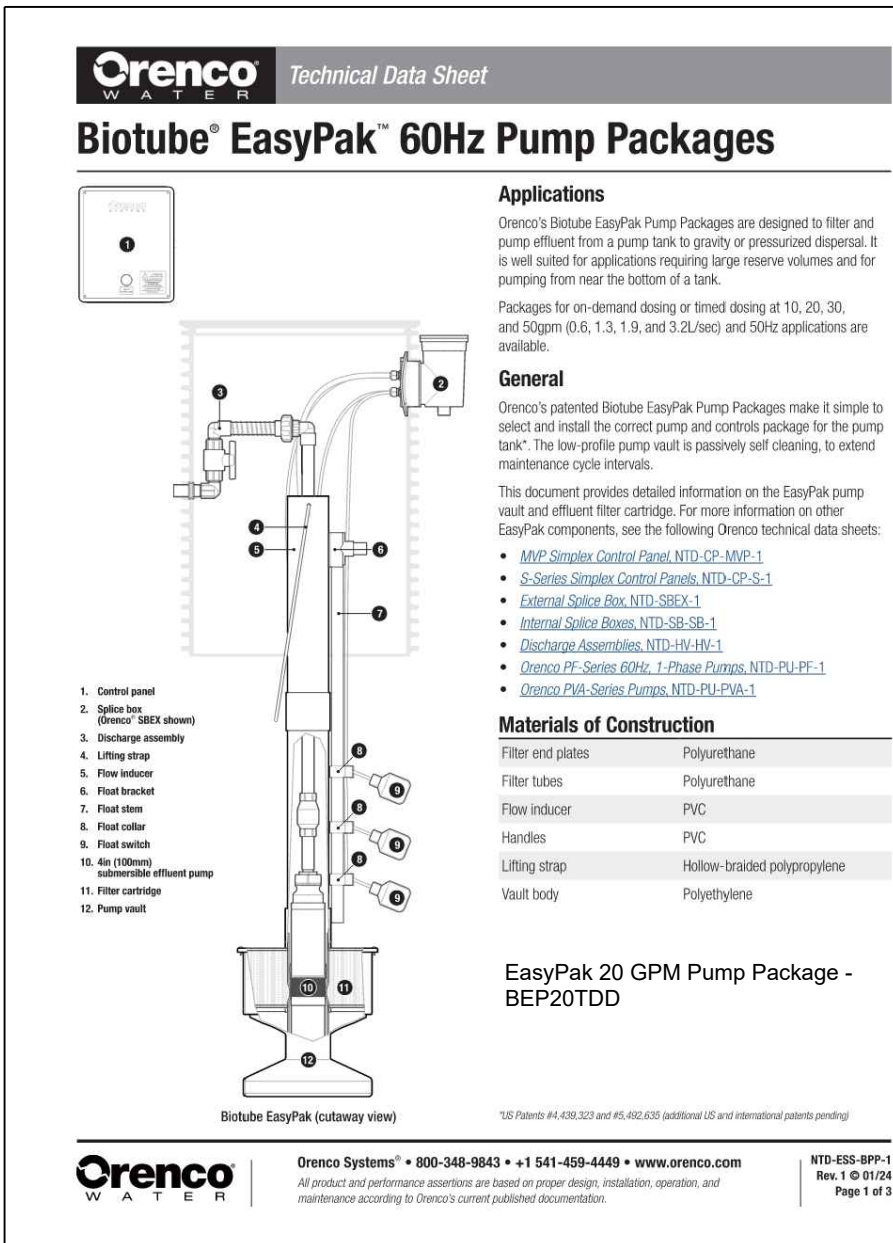 Orenco®
WATER
Technical Data Sheet
Biotube® EasyPak™ 60Hz Pump Packages
Orenco
SYSTEMS
1
2
3
4
5
6
7
8
9
8
9
8
9
10
11
12
1. Control panel
2. Splice box
(Orenco® SBEX shown)
3. Discharge assembly
4. Lifting strap
5. Flow inducer
6. Float bracket
7. Float stem
8. Float collar
9. Float switch
10. 4in (100mm)
submersible effluent pump
11. Filter cartridge
12. Pump vault
Biotube EasyPak (cutaway view)
Applications
Orenco's Biotube EasyPak Pump Packages are designed to filter and
pump effluent from a pump tank to gravity or pressurized dispersal. It
is well suited for applications requiring large reserve volumes and for
pumping from near the bottom of a tank.
Packages for on-demand dosing or timed dosing at 10, 20, 30,
and 50gpm (0.6, 1.3, 1.9, and 3.2L/sec) and 50Hz applications are
available.
General
Orenco's patented Biotube EasyPak Pump Packages make it simple to
select and install the correct pump and controls package for the pump
tank*. The low-profile pump vault is passively self cleaning, to extend
maintenance cycle intervals.
This document provides detailed information on the EasyPak pump
vault and effluent filter cartridge. For more information on other
EasyPak components, see the following Orenco technical data sheets:
• MVP Simplex Control Panel, NTD-CP-MVP-1
• S-Series Simplex Control Panels, NTD-CP-S-1
• External Splice Box, NTD-SBEX-1
• Internal Splice Boxes, NTD-SB-SB-1
• Discharge Assemblies, NTD-HV-HV-1
• Orenco PF-Series 60Hz, 1-Phase Pumps, NTD-PU-PF-1
• Orenco PVA-Series Pumps, NTD-PU-PVA-1
Materials of Construction
Filter end plates Polyurethane
Filter tubes Polyurethane
Flow inducer PVC
Handles PVC
Lifting strap Hollow-braided polypropylene
Vault body Polyethylene
EasyPak 20 GPM Pump Package -
BEP20TDD
*US Patents #4,439,323 and #5,492,635 (additional US and international patents pending)
Orenco®
WATER
Orenco Systems® • 800-348-9843 • +1 541-459-4449 • www.orenco.com
All product and performance assertions are based on proper design, installation, operation, and
maintenance according to Orenco's current published documentation.
NTD-ESS-BPP-1
Rev. 1 © 01/24
Page 1 of 3